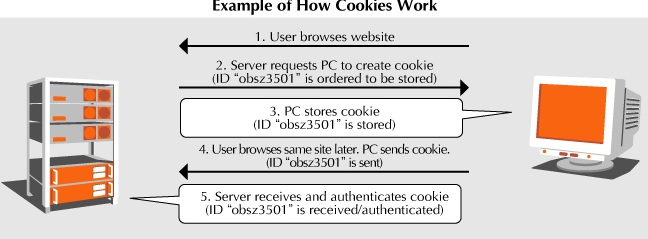 Example of How Cookies Work
1. User browses website
2. Server requests PC to create cookie
(ID “obsz3501” is ordered to be stored)
3. PC stores cookie
(ID “obsz3501” is stored)
4. User browses same site later. PC sends cookie.
(ID “obsz3501” is sent)
5. Server receives and authenticates cookie
(ID “obsz3501” is received/authenticated)